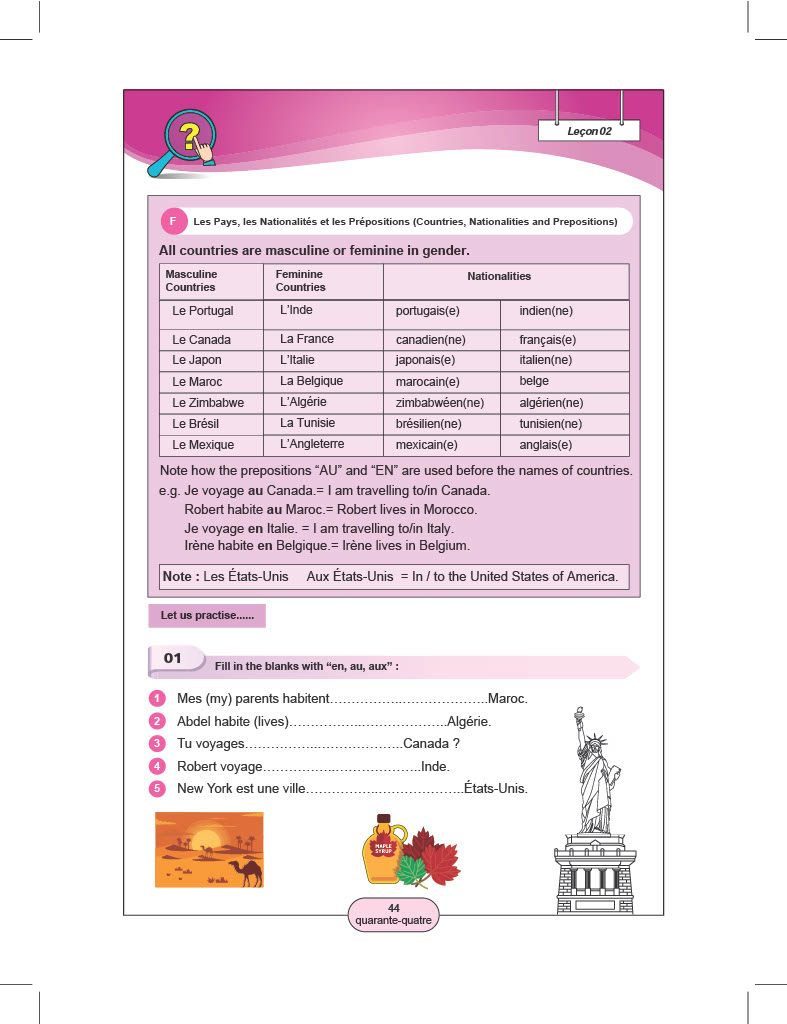 ?
Leçon 02
F Les Pays, les Nationalités et les Prépositions (Countries, Nationalities and Prepositions)
All countries are masculine or feminine in gender.
Masculine Countries Feminine Countries Nationalities
Le Portugal L'Inde portugais(e) indien(ne)
Le Canada La France canadien(ne) français(e)
Le Japon L'Italie japonais(e) italien(ne)
Le Maroc La Belgique marocain(e) belge
Le Zimbabwe L'Algérie zimbabwéen(ne) algérien(ne)
Le Brésil La Tunisie brésilien(ne) tunisien(ne)
Le Mexique L'Angleterre mexicain(e) anglais(e)
Note how the prepositions “AU” and “EN” are used before the names of countries.
e.g. Je voyage au Canada.= I am travelling to/in Canada.
Robert habite au Maroc.= Robert lives in Morocco.
Je voyage en Italie. = I am travelling to/in Italy.
Irène habite en Belgique.= Irène lives in Belgium.
Note : Les États-Unis Aux États-Unis = In / to the United States of America.
Let us practise......
01 Fill in the blanks with “en, au, aux” :
1 Mes (my) parents habitent……………..………………..Maroc.
2 Abdel habite (lives)……………..………………..Algérie.
3 Tu voyages……………..………………..Canada ?
4 Robert voyage……………..………………..Inde.
5 New York est une ville……………..………………..États-Unis.
MAPLE
SYRUP
44
quarante-quatre